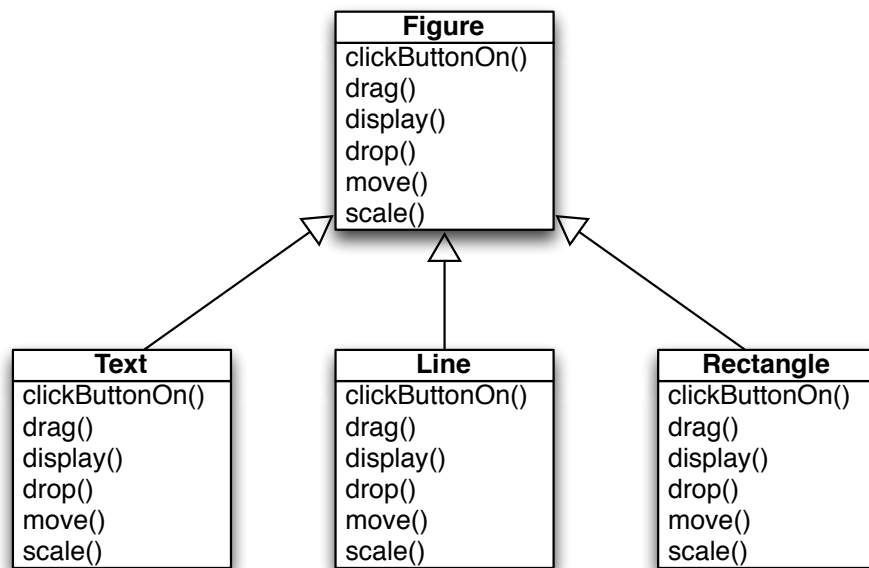 Figure
clickButtonOn()
drag()
display()
drop()
move()
scale()
Text
clickButtonOn()
drag()
display()
drop()
move()
scale()
Line
clickButtonOn()
drag()
display()
drop()
move()
scale()
Rectangle
clickButtonOn()
drag()
display()
drop()
move()
scale()